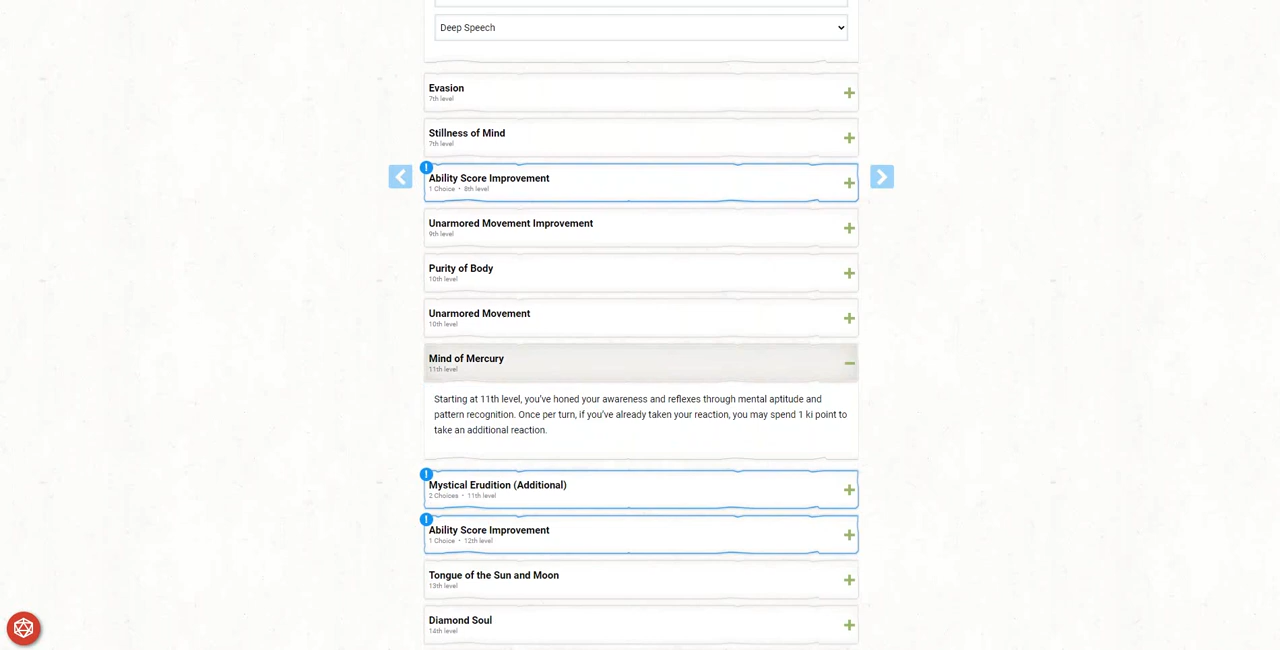 Deep Speech
Evasion
7th level
Stillness of Mind
7th level
!
Ability Score Improvement
1 Choice • 8th level
Unarmored Movement Improvement
9th level
Purity of Body
10th level
Unarmored Movement
10th level
Mind of Mercury
11th level
Starting at 11th level, you've honed your awareness and reflexes through mental aptitude and
pattern recognition. Once per turn, if you've already taken your reaction, you may spend 1 ki point to
take an additional reaction.
!
Mystical Erudition (Additional)
2 Choices • 11th level
!
Ability Score Improvement
1 Choice • 12th level
Tongue of the Sun and Moon
13th level
Diamond Soul
14th level